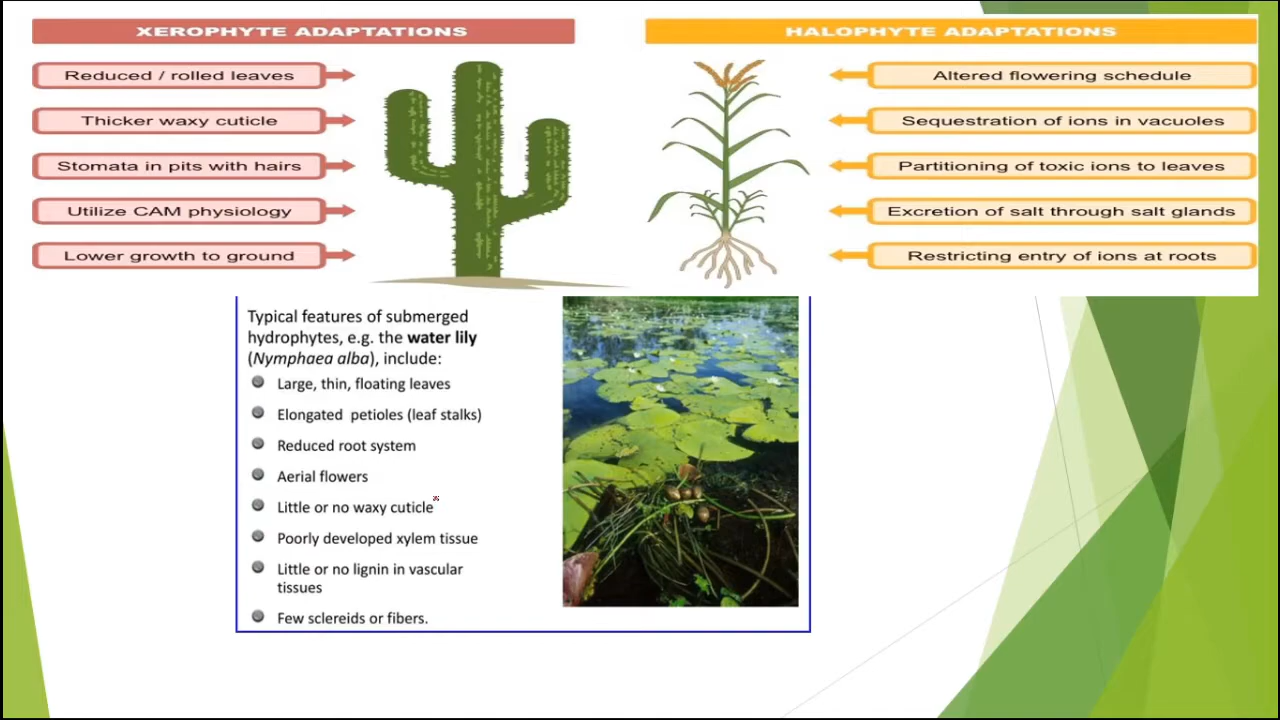 XEROPHYTE ADAPTATIONS
Reduced / rolled leaves
Thicker waxy cuticle
Stomata in pits with hairs
Utilize CAM physiology
Lower growth to ground
HALOPHYTE ADAPTATIONS
Altered flowering schedule
Sequestration of ions in vacuoles
Partitioning of toxic ions to leaves
Excretion of salt through salt glands
Restricting entry of ions at roots
Typical features of submerged
hydrophytes, e.g. the water lily
(Nymphaea alba), include:
Large, thin, floating leaves
Elongated petioles (leaf stalks)
Reduced root system
Aerial flowers
Little or no waxy cuticle
Poorly developed xylem tissue
Little or no lignin in vascular
tissues
Few sclereids or fibers.